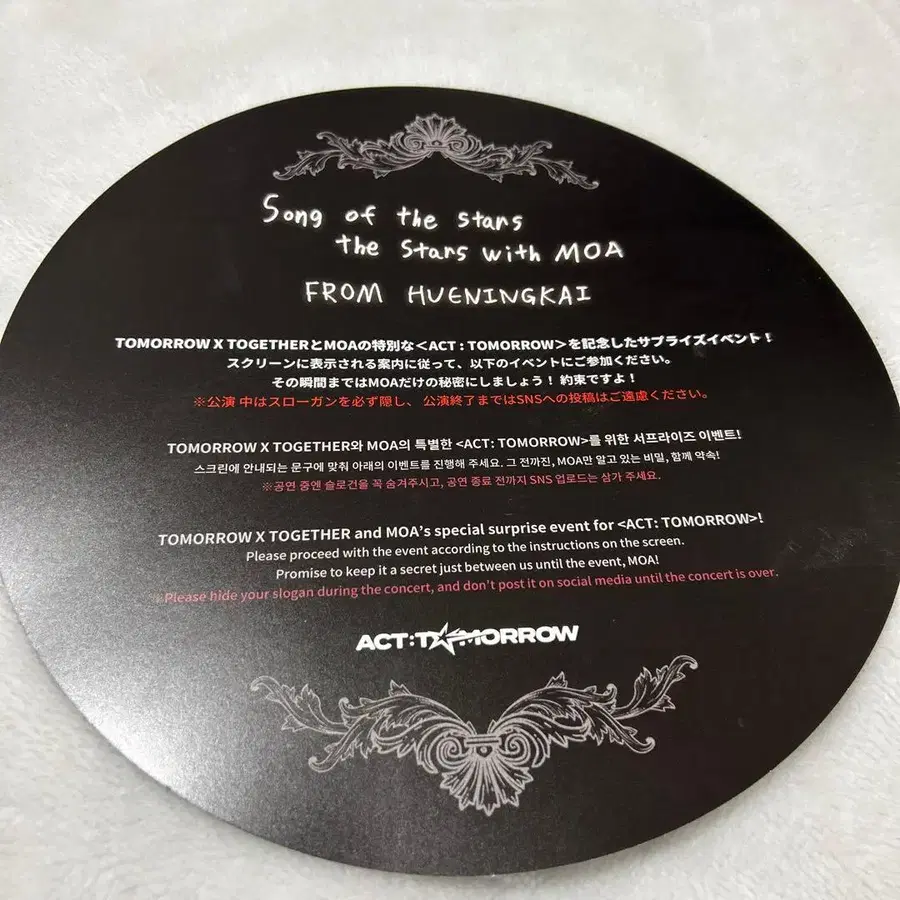 Song of the stars
the stars with MOA
FROM HUENINGKAI
TOMORROW X TOGETHERとMOAの特別な<ACT : TOMORROW>を記念したサプライズイベント！
スクリーンに表示される案内に従って、以下のイベントにご参加ください。
その瞬間まではMOAだけの秘密にしましょう！ 約束ですよ！
※公演 中はスローガンを必ず隠し、 公演終了まではSNSへの投稿はご遠慮ください。
TOMORROW X TOGETHER와 MOA의 특별한 <ACT: TOMORROW>를 위한 서프라이즈 이벤트!
스크린에 안내되는 문구에 맞춰 아래의 이벤트를 진행해 주세요. 그 전까진, MOA만 알고 있는 비밀, 함께 약속!
※공연 중엔 슬로건을 꼭 숨겨주시고, 공연 종료 전까지 SNS 업로드는 삼가 주세요.
TOMORROW X TOGETHER and MOA's special surprise event for <ACT: TOMORROW>!
Please proceed with the event according to the instructions on the screen.
Promise to keep it a secret just between us until the event, MOA!
※Please hide your slogan during the concert, and don't post it on social media until the concert is over.
ACT:TOMORROW